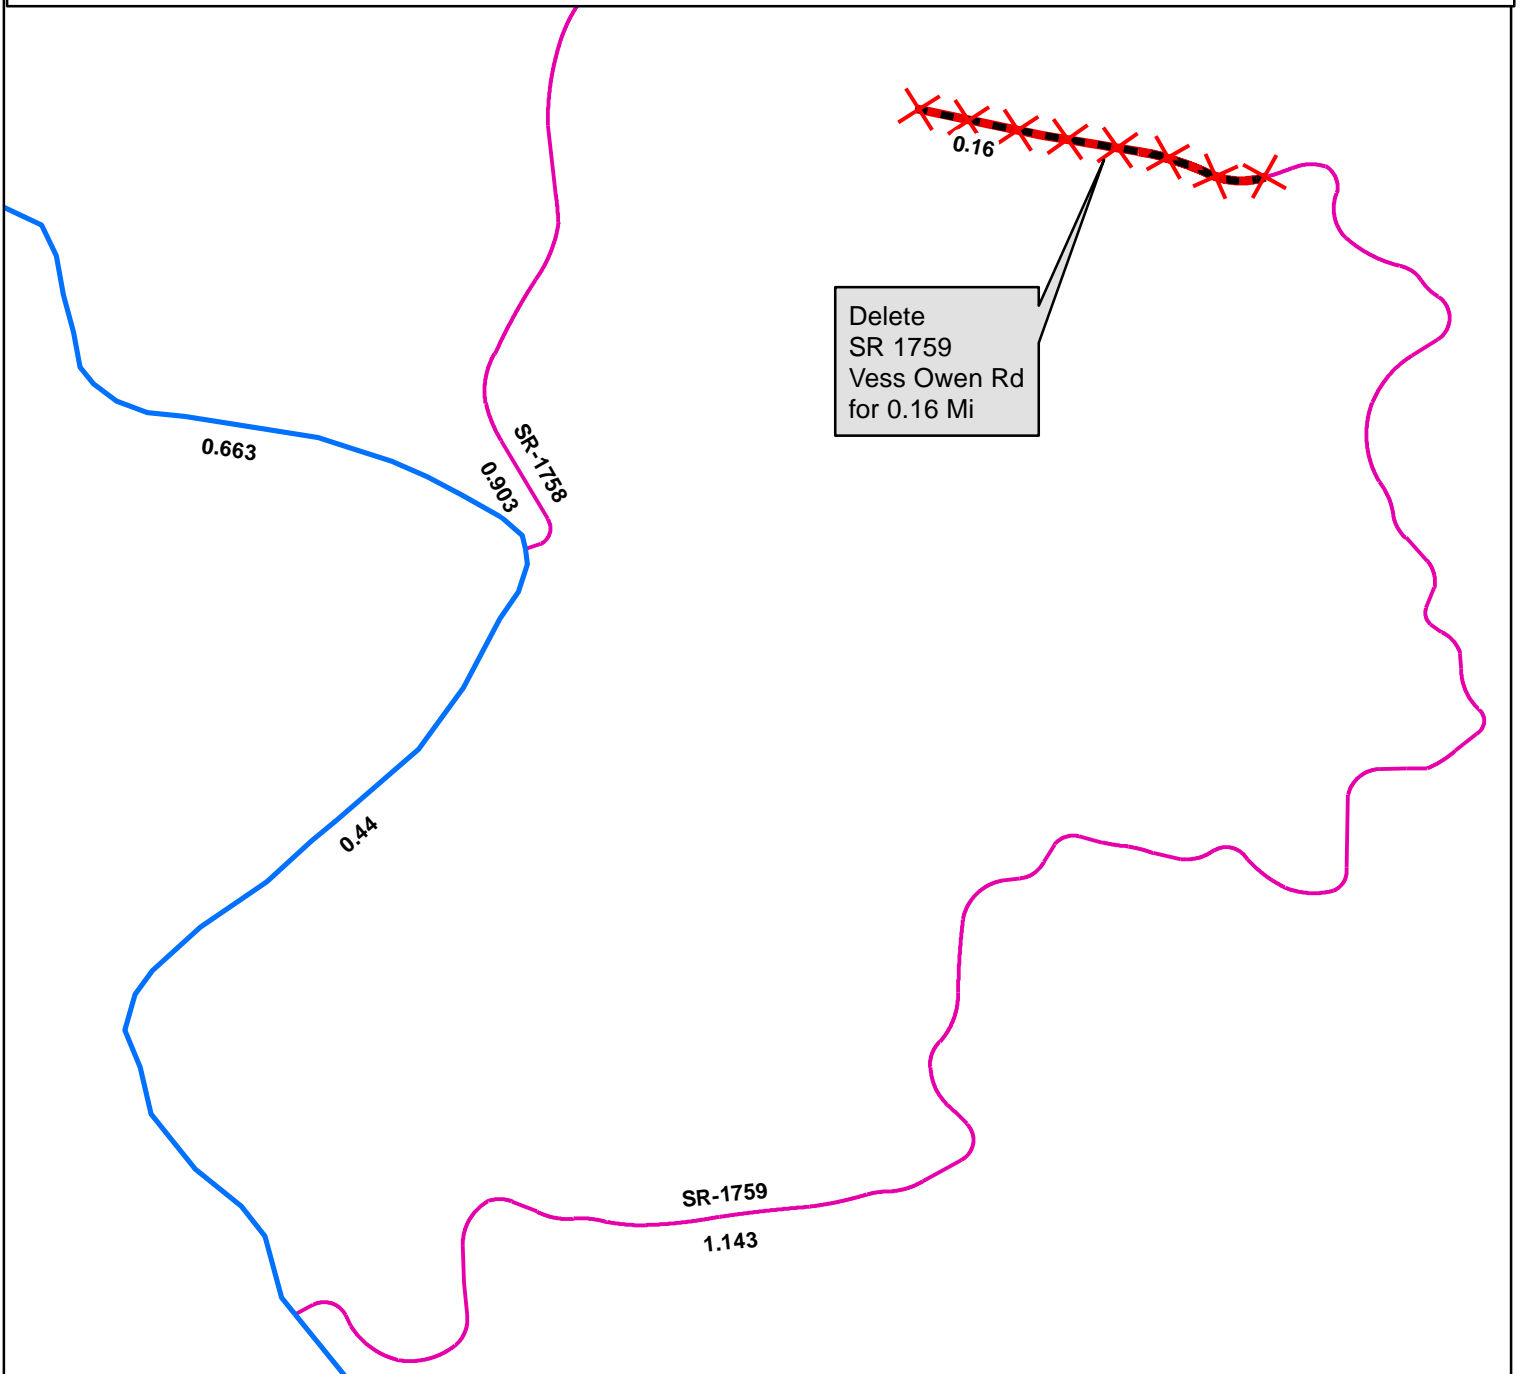 0.16
Delete
SR 1759
Vess Owen Rd
for 0.16 Mi
0.663
SR-1758
0.903
0.44
SR-1759
1.143